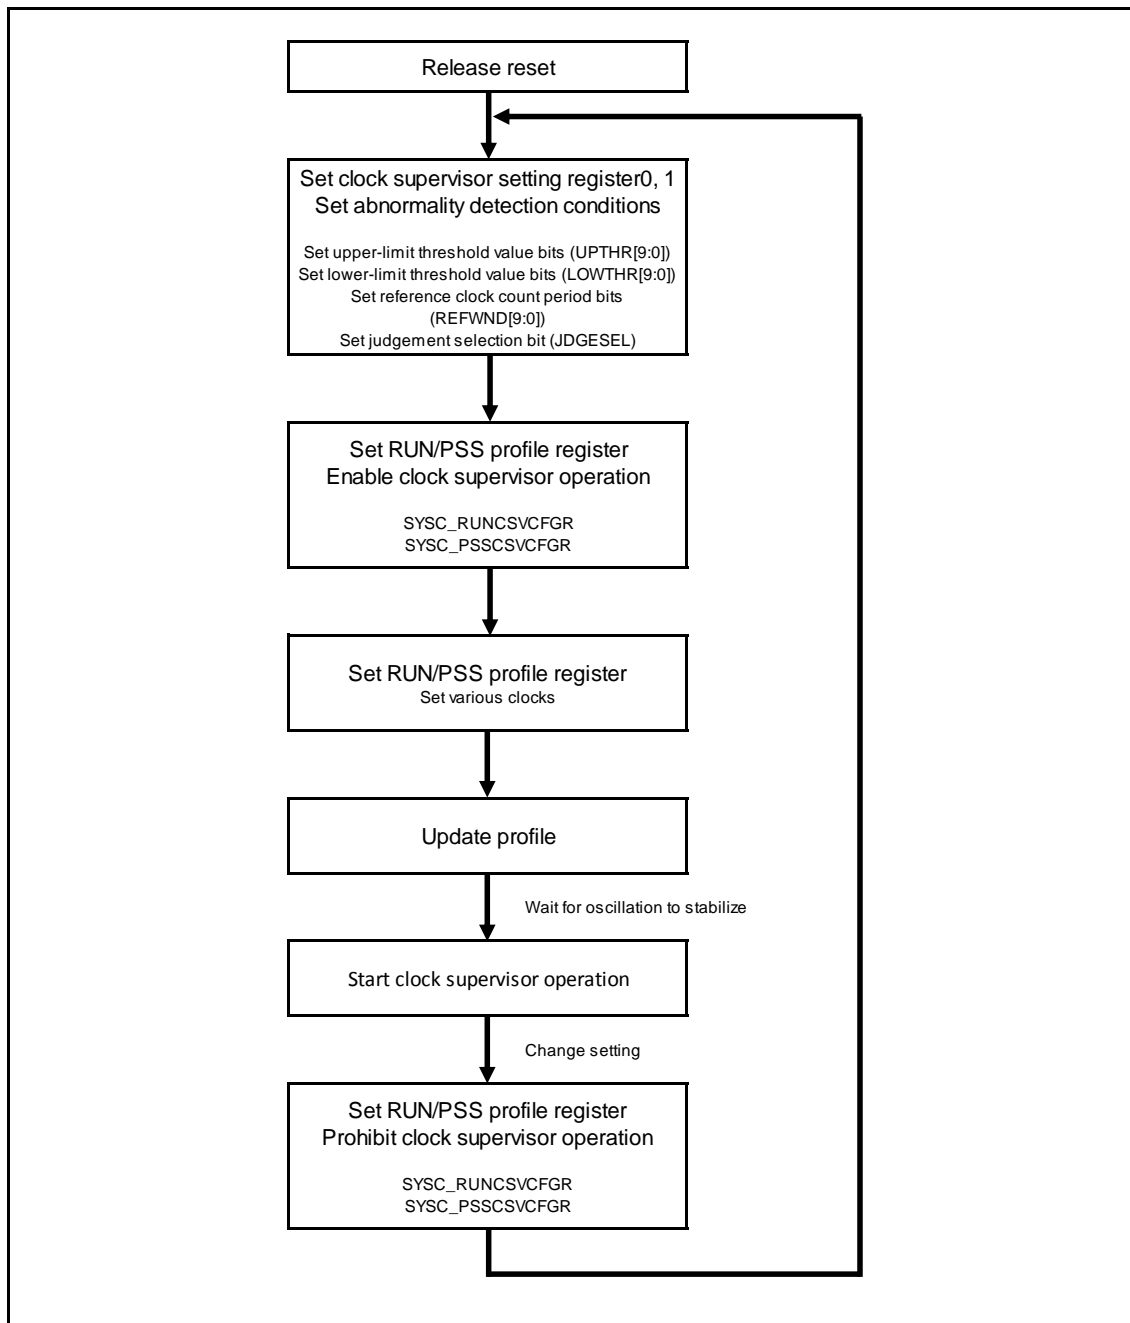 Release reset
Set clock supervisor setting register0, 1
Set abnormality detection conditions
Set upper-limit threshold value bits (UPTHR[9:0])
Set lower-limit threshold value bits (LOWTHR[9:0])
Set reference clock count period bits
(REFWND[9:0])
Set judgement selection bit (JDGESEL)
Set RUN/PSS profile register
Enable clock supervisor operation
SYSC_RUNCSVCFGR
SYSC_PSSCSVCFGR
Set RUN/PSS profile register
Set various clocks
Update profile
Wait for oscillation to stabilize
Start clock supervisor operation
Change setting
Set RUN/PSS profile register
Prohibit clock supervisor operation
SYSC_RUNCSVCFGR
SYSC_PSSCSVCFGR